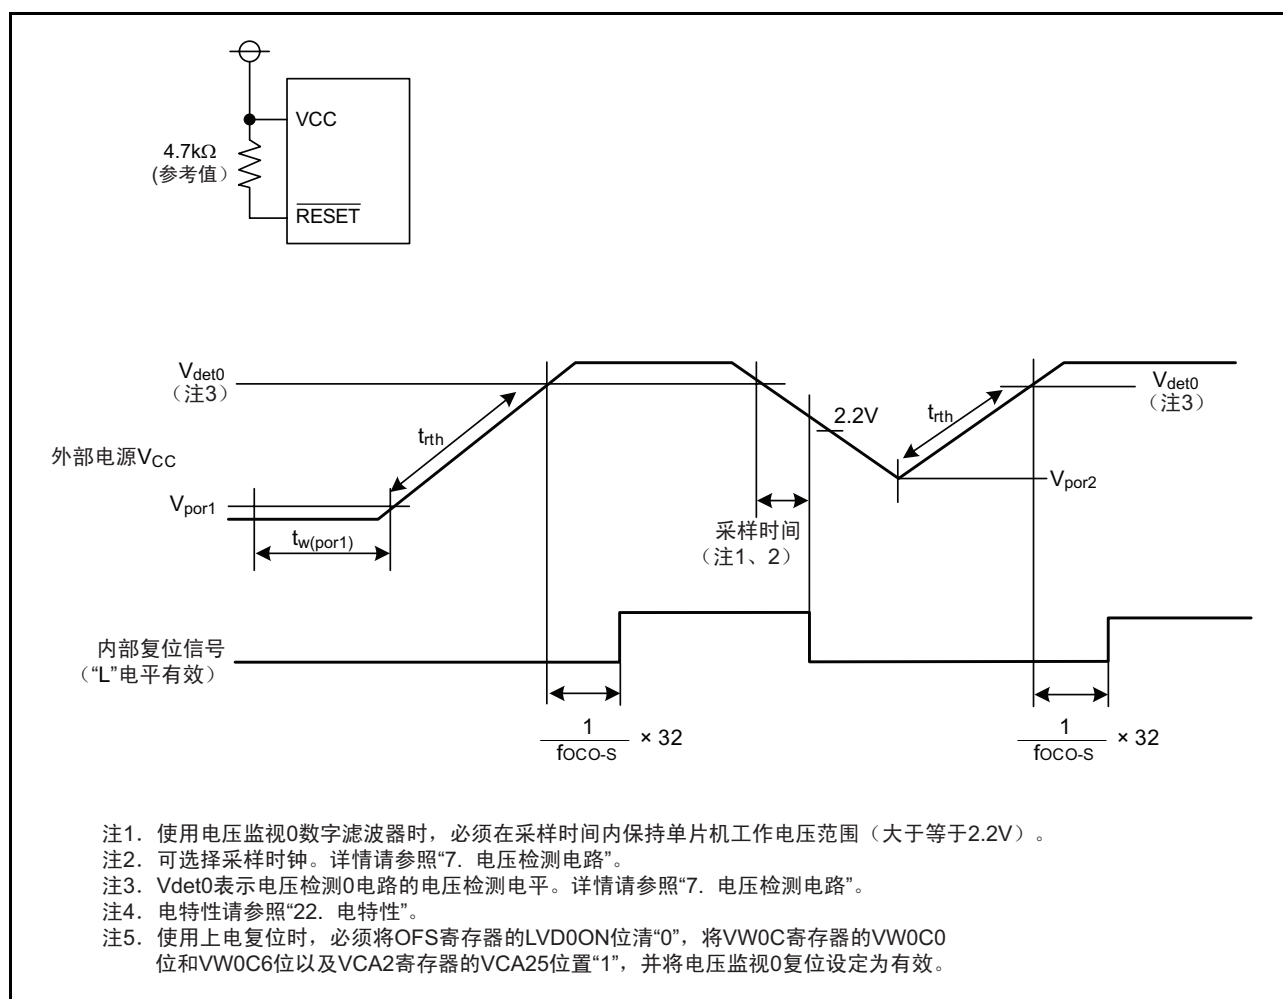 VCC
4.7kΩ
(参考值）
RESET
Vdet0
（注3）
trth
2.2V
trth
Vdet0
（注3）
外部电源VCC
Vpor1
Vpor2
tw(por1)
采样时间
（注1、2）
内部复位信号
（“L”电平有效）
1
fOCO-S
× 32
1
fOCO-S
× 32
注1. 使用电压监视0数字滤波器时，必须在采样时间内保持单片机工作电压范围（大于等于2.2V）。
注2. 可选择采样时钟。详情请参照“7. 电压检测电路”。
注3. Vdet0表示电压检测0电路的电压检测电平。详情请参照“7. 电压检测电路”。
注4. 电特性请参照“22. 电特性”。
注5. 使用上电复位时，必须将OFS寄存器的LVD0ON位清“0”，将VW0C寄存器的VW0C0
位和VW0C6位以及VCA2寄存器的VCA25位置“1”，并将电压监视0复位设定为有效。